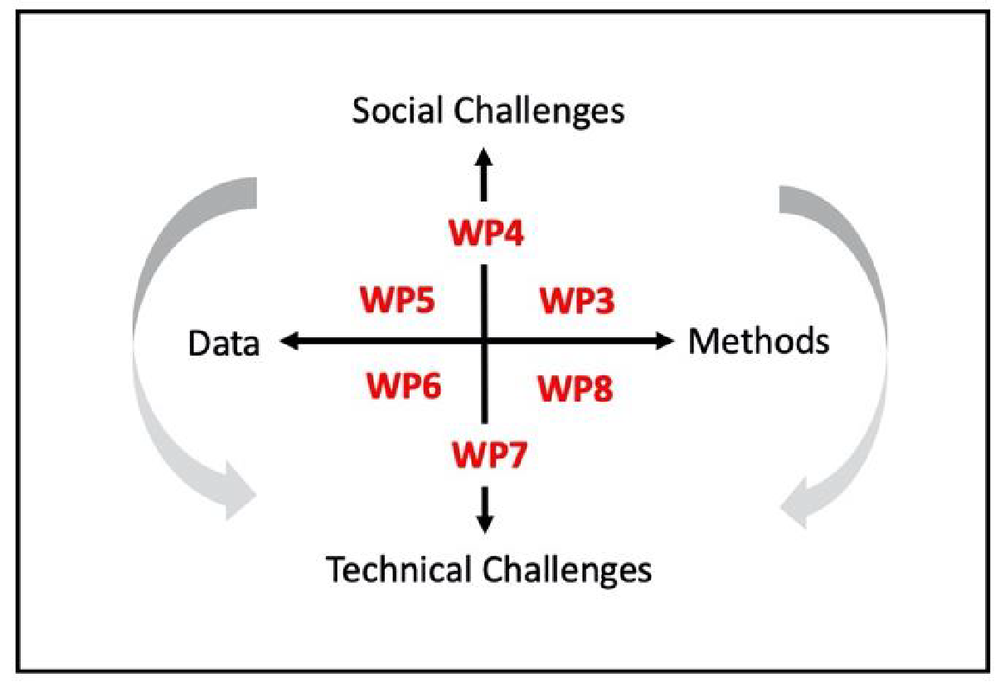 Social Challenges
WP4
WP5
WP3
Data
Methods
WP6
WP8
WP7
Technical Challenges